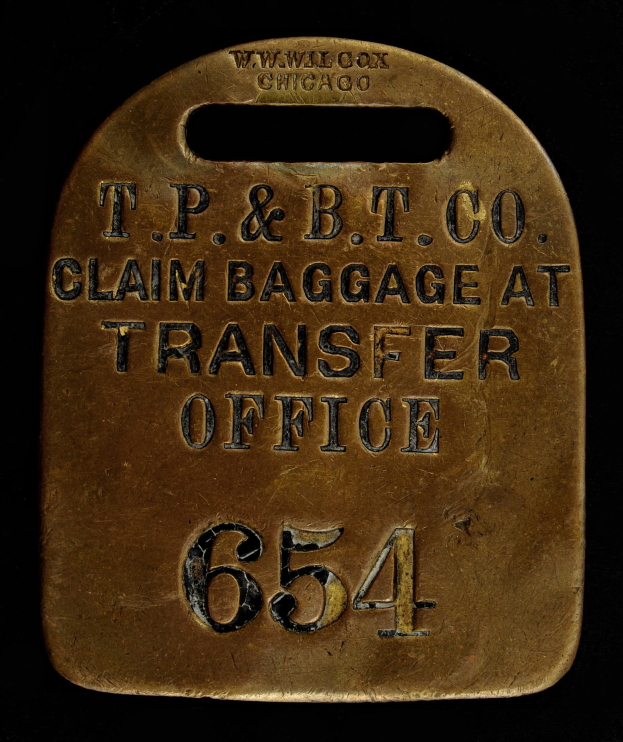 W.W.WILCOX
CHICAGO
T.P.& B.T.CO.
CLAIM BAGGAGE AT
TRANSFER
OFFICE
654